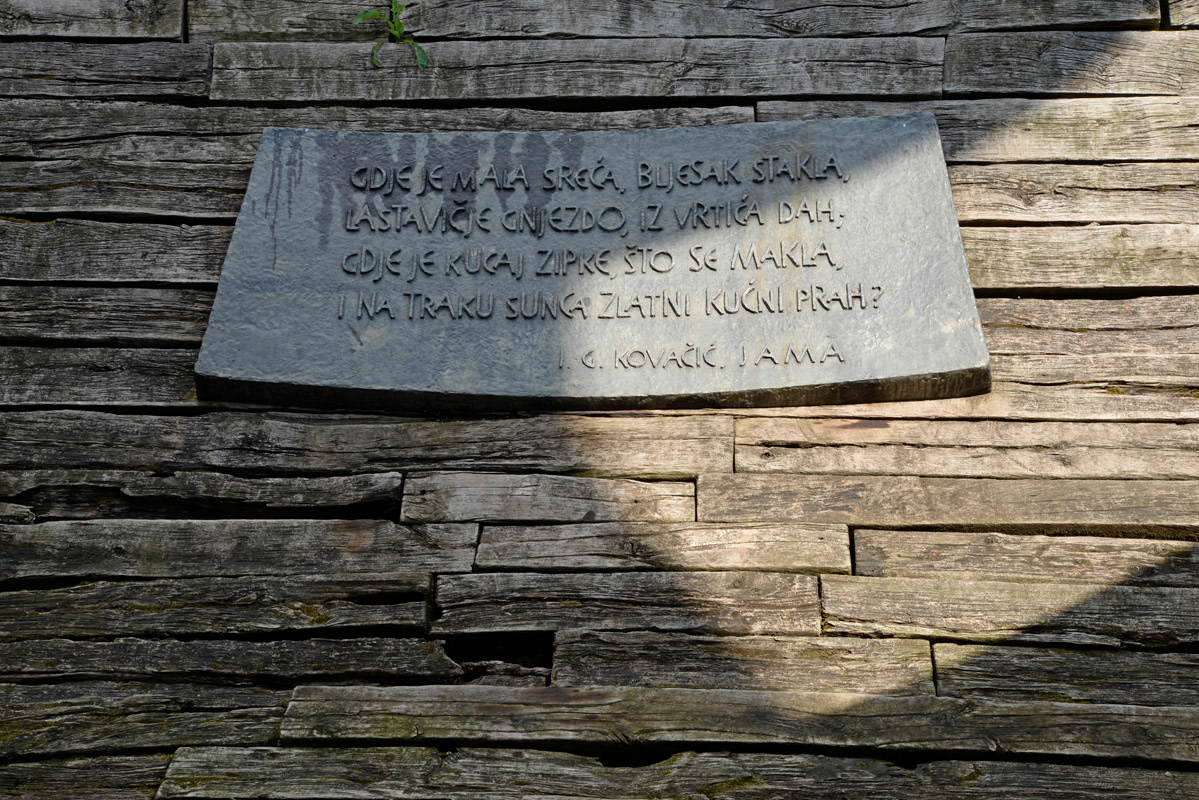 GDJE JE MALA SREĆA, BLJESAK STAKLA,
LASTAVIČJE GNJEZDO, IZ VRTIĆA DAH;
GDJE JE KUCAJ ZIPKE, ŠTO SE MAKLA,
I NA TRAKU SUNCA ZLATNI KUĆNI PRAH?
I. G. KOVAČIĆ, JAMA